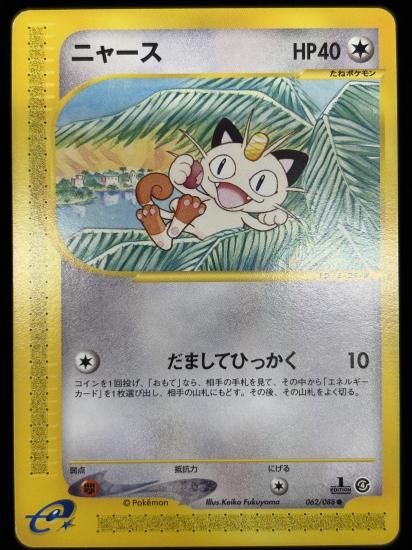 ニャース HP40
たねポケモン
だましてひっかく 10
コインを1回投げ、「おもて」なら、相手の手札を見て、その中から「エネルギー
カード」を1枚選び出し、相手の山札にもどす。その後、その山札をよく切る。
弱点 抵抗力 にげる
© Pokémon Illus. Keiko Fukuyama 062/088 ● 1 EDITION
e